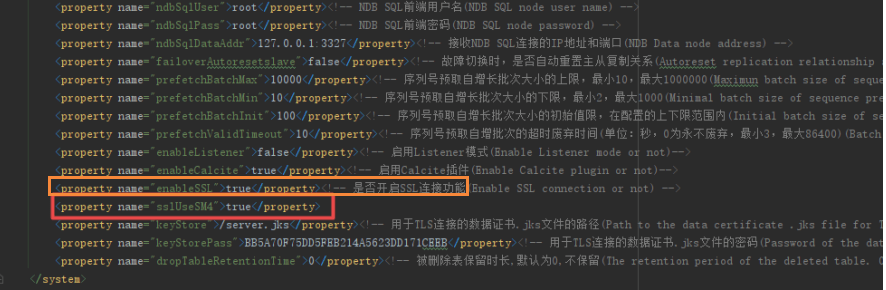 <property name="ndbSqlUser">root</property><!-- NDB SQL前端用户名(NDB SQL node user name) -->
<property name="ndbSqlPass">root</property><!-- NDB SQL前端密码(NDB SQL node password) -->
<property name="ndbSqlDataAddr">127.0.0.1:3327</property><!-- 接收NDB SQL连接的IP地址和端口(NDB Data node address) -->
<property name="failoverAutoresetslave">false</property><!-- 故障切换时，是否自动重置主从复制关系(Autoreset replication relationship
<property name="prefetchBatchMax">10000</property><!-- 序列号预取自增长批次大小的上限，最小10，最大1000000(Maximun batch size of sequence
<property name="prefetchBatchMin">10</property><!-- 序列号预取自增长批次大小的下限，最小2，最大1000(Minimal batch size of sequence pre
<property name="prefetchBatchInit">100</property><!-- 序列号预取自增长批次大小的初始值限，在配置的上下限范围内(Initial batch size of se
<property name="prefetchValidTimeout">10</property><!-- 序列号预取自增批次的超时废弃时间(单位：秒，0为永不废弃，最小3，最大86400)(Batch
<property name="enableListener">false</property><!-- 启用Listener模式(Enable Listener mode or not)-->
<property name="enableCalcite">true</property><!-- 启用Calcite插件(Enable Calcite plugin or not)-->
<property name="enableSSL">true</property><!-- 是否开启SSL连接功能(Enable SSL connection or not) -->
<property name="sslUseSM4">true</property>
<property name="keyStore">/server.jks</property><!-- 用于TLS连接的数据证书.jks文件的路径(Path to the data certificate .jks file for T
<property name="keyStorePass">BB5A70F75DD5FEB214A5623DD171CEEB</property><!-- 用于TLS连接的数据证书.jks文件的密码(Password of the data
<property name="dropTableRetentionTime">0</property><!-- 被删除表保留时长,默认为0,不保留(The retention period of the deleted table.
</system>